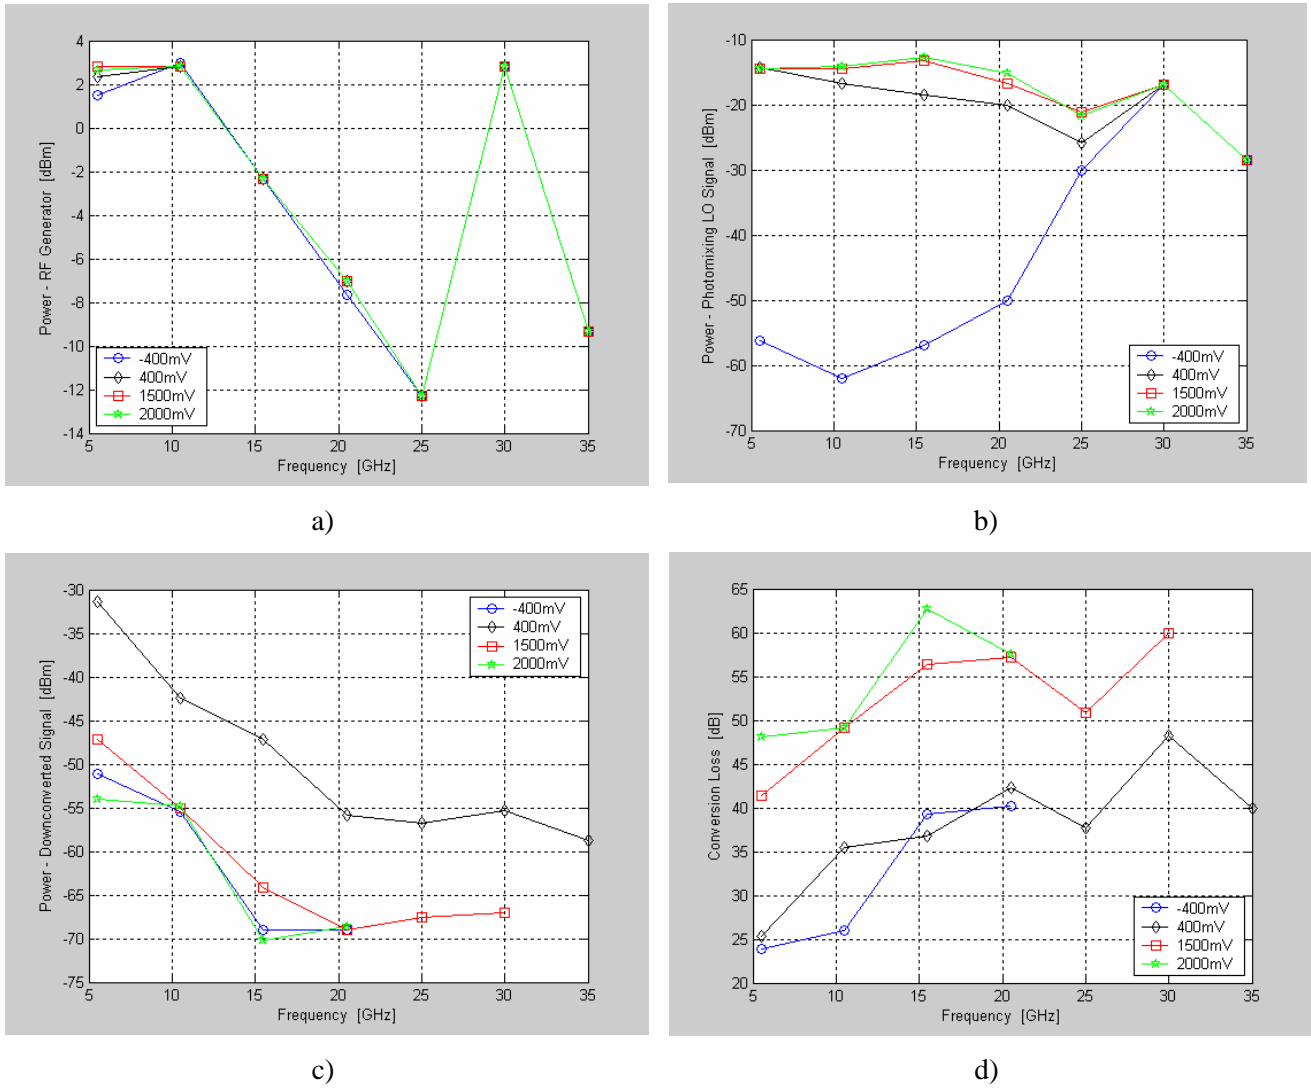 4
2
0
-2
-4
-6
-8
-10
-12
-14
Power - RF Generator [dBm]
-400mV
400mV
1500mV
2000mV
5 10 15 20 25 30 35
Frequency [GHz]
a)
-10
-20
-30
-40
-50
-60
-70
Power - Photomixing LO Signal [dBm]
-400mV
400mV
1500mV
2000mV
5 10 15 20 25 30 35
Frequency [GHz]
b)
-30
-35
-40
-45
-50
-55
-60
-65
-70
-75
Power - Downconverted Signal [dBm]
-400mV
400mV
1500mV
2000mV
5 10 15 20 25 30 35
Frequency [GHz]
c)
65
60
55
50
45
40
35
30
25
20
Conversion Loss [dB]
-400mV
400mV
1500mV
2000mV
5 10 15 20 25 30 35
Frequency [GHz]
d)